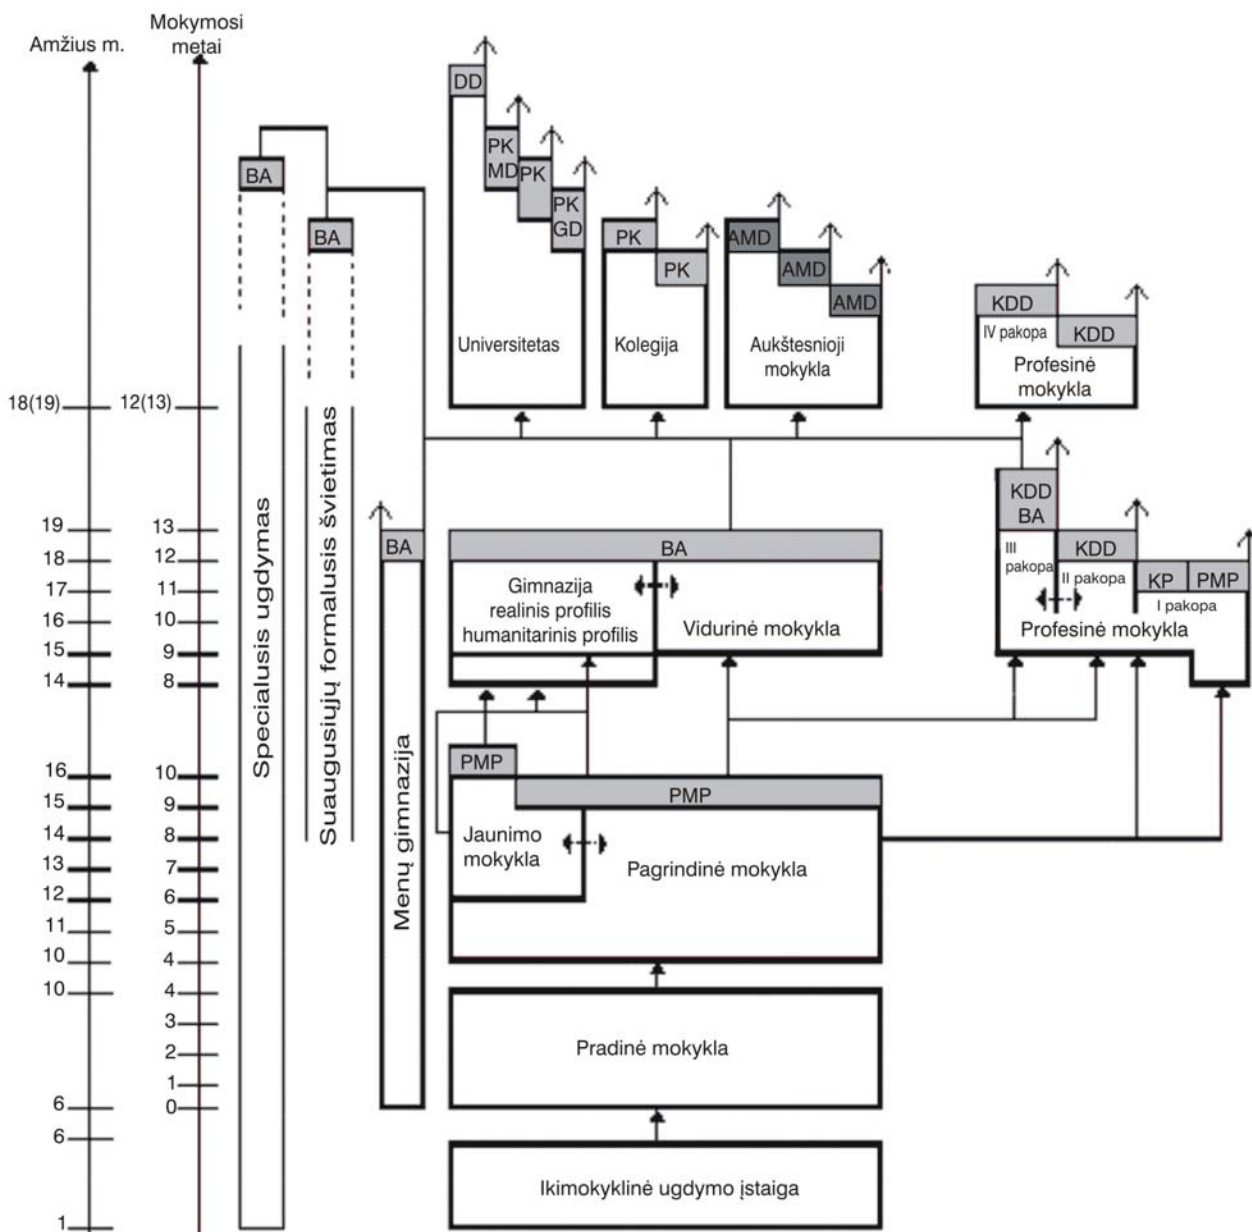 Amžius m.
Mokymosi
metai
18(19)
12(13)
19
13
18
12
17
11
16
10
15
9
14
8
16
10
15
9
14
8
13
7
12
6
11
5
10
4
10
4
3
2
1
6
0
6
1
BA
Specialusis ugdymas
BA
Suaugusiųjų formalusis švietimas
BA
Menų gimnazija
DD
PK
MD
PK
PK
GD
Universitetas
PK
PK
Kolegija
AMD
AMD
AMD
Aukštesnioji
mokykla
KDD
IV pakopa
KDD
Profesinė
mokykla
BA
Gimnazija
realinis profilis
humanitarinis profilis
Vidurinė mokykla
KDD
BA
III
pakopa
KDD
II pakopa
KP
PMP
I pakopa
Profesinė mokykla
PMP
PMP
Jaunimo
mokykla
Pagrindinė mokykla
Pradinė mokykla
Ikimokyklinė ugdymo įstaiga